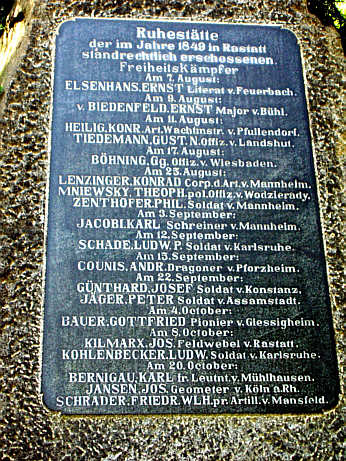 Ruhestätte
der im Jahre 1849 in Rastatt
standrechtlich erschossenen
Freiheitskämpfer
Am 7. August:
ELSENHANS, ERNST Literat v. Feuerbach.
Am 9. August:
v. BIEDENFELD, ERNST Major v. Bühl.
Am 11. August:
HEILIG, KONR. Art. Wachtmstr. v. Pfullendorf.
TIEDEMANN, GUST. N. Offiz. v. Landshut.
Am 17. August:
BÖHNING, Gg. Offiz. v. Wiesbaden.
Am 23. August:
LENZINGER, KONRAD Corp. d. Art. v. Mannheim.
MNIEWSKY, THEOPH. pol. Offiz. v. Wodzierady.
ZENTHOFER, PHIL. Soldat v. Mannheim.
Am 3. September:
JACOBI, KARL Schreiner v. Mannheim.
Am 12. September:
SCHADE, LUDW. P. Soldat v. Karlsruhe.
Am 13. September:
COUNIS, ANDR. Dragoner v. Pforzheim.
Am 22. September:
GÜNTHARD, JOSEF Soldat v. Konstanz.
JÄGER, PETER Soldat v. Assamstadt.
Am 4. October:
BAUER, GOTTFRIED Pionier v. Glessigheim.
Am 8. October:
KILMARX, JOS. Feldwebel v. Rastatt.
KOHLENBECKER, LUDW. Soldat v. Karlsruhe.
Am 20. October:
BERNIGAU, KARL fr. Leutnt. v. Mühlhausen.
JANSEN, JOS. Geometer v. Köln a. Rh.
SCHRADER, FRIEDR. WLH. pr. Artill. v. Mansfeld.